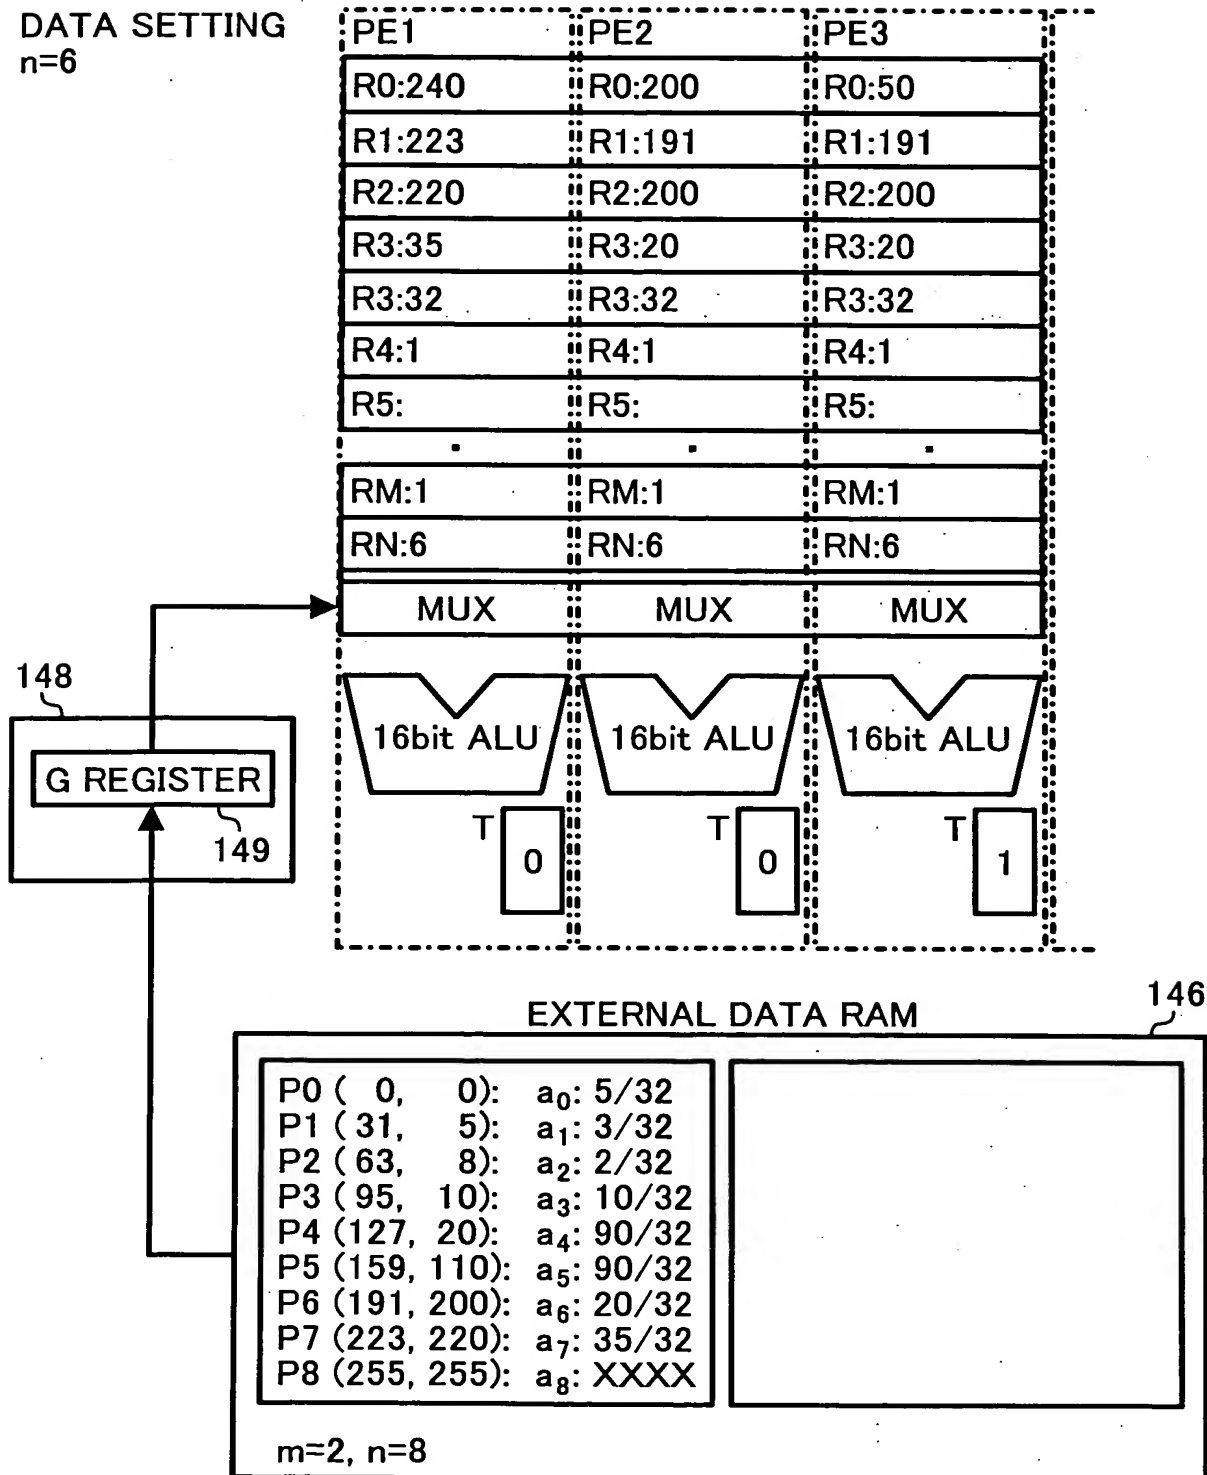 DATA SETTING
n=6
PE1 PE2 PE3
R0:240 R0:200 R0:50
R1:223 R1:191 R1:191
R2:220 R2:200 R2:200
R3:35 R3:20 R3:20
R3:32 R3:32 R3:32
R4:1 R4:1 R4:1
R5: R5: R5:
RM:1 RM:1 RM:1
RN:6 RN:6 RN:6
MUX MUX MUX
148
16bit ALU 16bit ALU 16bit ALU
G REGISTER
149
T 0 T 0 T 1
EXTERNAL DATA RAM
146
P0 ( 0, 0): a₀: 5/32
P1 ( 31, 5): a₁: 3/32
P2 ( 63, 8): a₂: 2/32
P3 ( 95, 10): a₃: 10/32
P4 (127, 20): a₄: 90/32
P5 (159, 110): a₅: 90/32
P6 (191, 200): a₆: 20/32
P7 (223, 220): a₇: 35/32
P8 (255, 255): a₈: XXXX
m=2, n=8